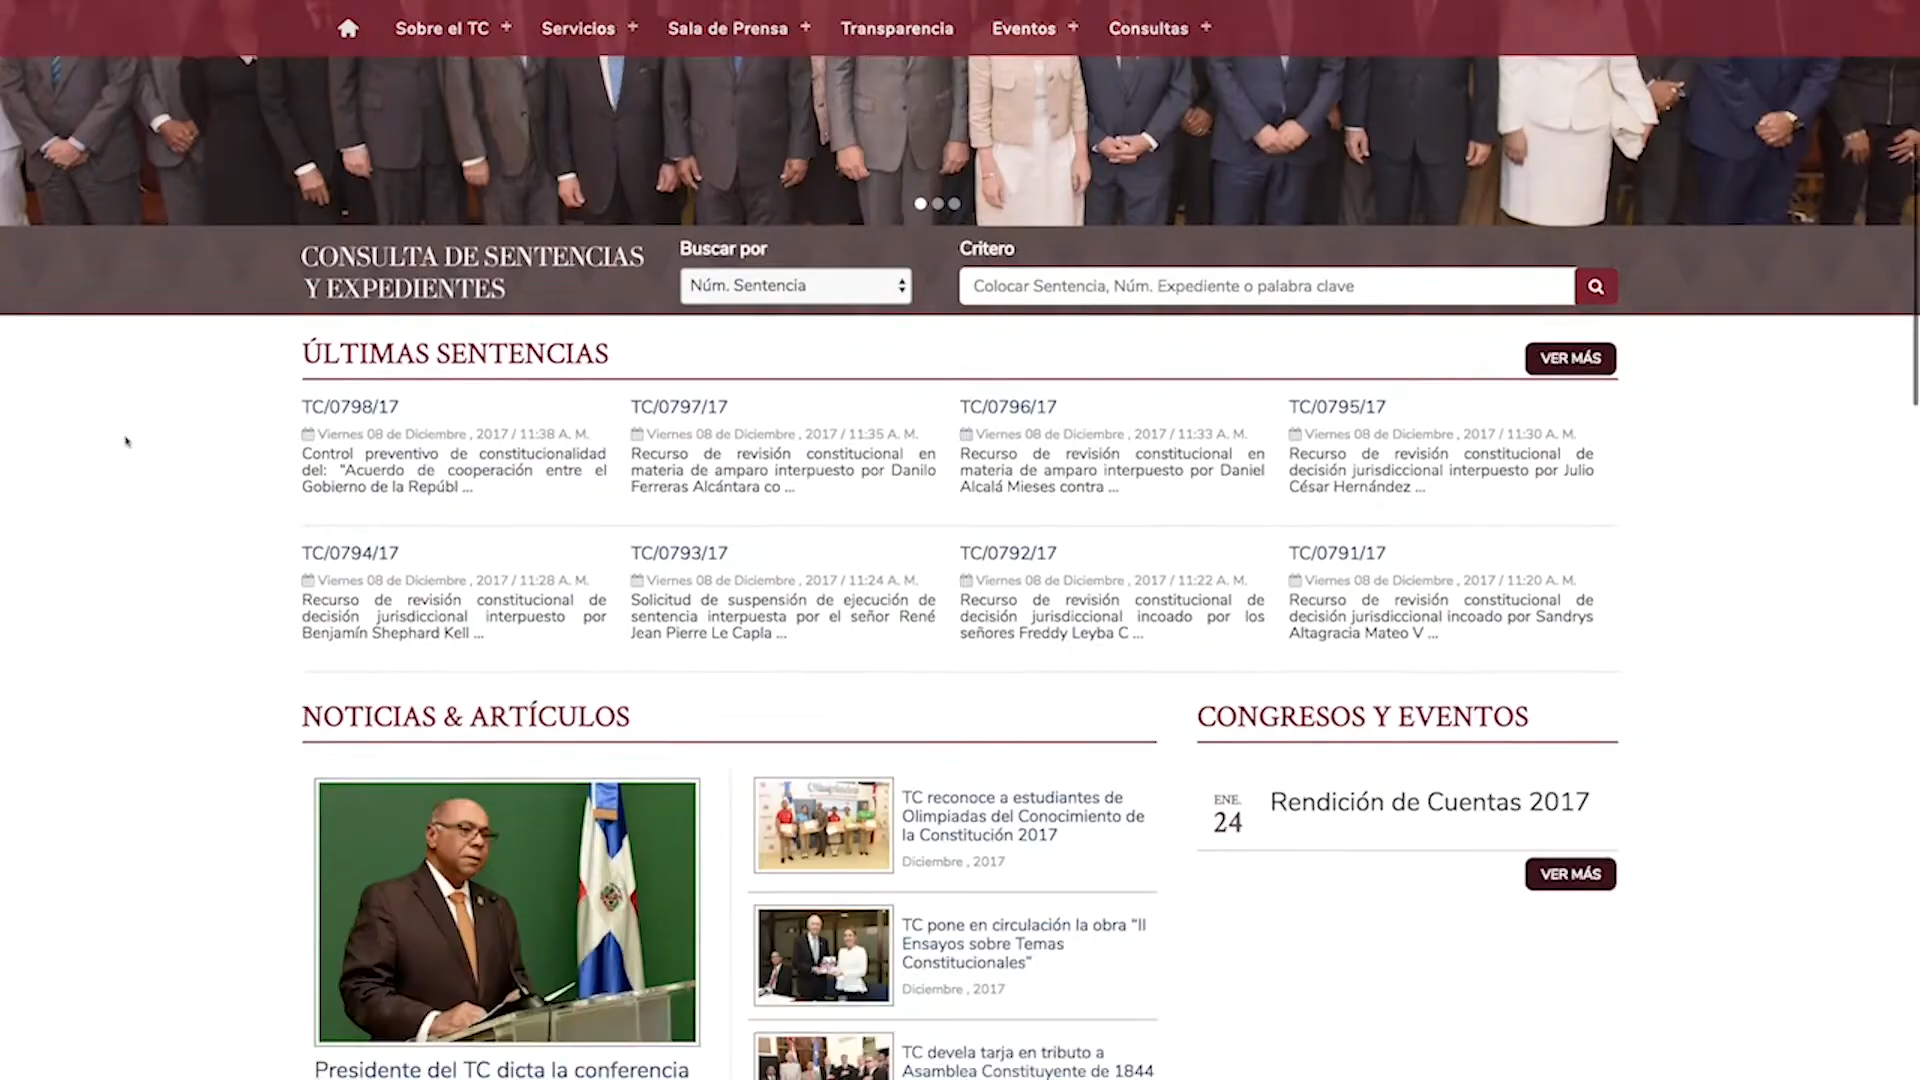 Sobre el TC +
Servicios +
Sala de Prensa +
Transparencia
Eventos +
Consultas +
CONSULTA DE SENTENCIAS
Y EXPEDIENTES
Buscar por
Núm. Sentencia
Critero
Colocar Sentencia, Núm. Expediente o palabra clave
ÚLTIMAS SENTENCIAS
VER MÁS
TC/0798/17
Viernes 08 de Diciembre , 2017 / 11:38 A. M.
Control preventivo de constitucionalidad
del: "Acuerdo de cooperación entre el
Gobierno de la Repúbl ...
TC/0797/17
Viernes 08 de Diciembre , 2017 / 11:35 A. M.
Recurso de revisión constitucional en
materia de amparo interpuesto por Danilo
Ferreras Alcántara co ...
TC/0796/17
Viernes 08 de Diciembre , 2017 / 11:33 A. M.
Recurso de revisión constitucional en
materia de amparo interpuesto por Daniel
Alcalá Mieses contra ...
TC/0795/17
Viernes 08 de Diciembre , 2017 / 11:30 A. M.
Recurso de revisión constitucional de
decisión jurisdiccional interpuesto por Julio
César Hernández ...
TC/0794/17
Viernes 08 de Diciembre , 2017 / 11:28 A. M.
Recurso de revisión constitucional de
decisión jurisdiccional interpuesto por
Benjamín Shephard Kell ...
TC/0793/17
Viernes 08 de Diciembre , 2017 / 11:24 A. M.
Solicitud de suspensión de ejecución de
sentencia interpuesta por el señor René
Jean Pierre Le Capla ...
TC/0792/17
Viernes 08 de Diciembre , 2017 / 11:22 A. M.
Recurso de revisión constitucional de
decisión jurisdiccional incoado por los
señores Freddy Leyba C ...
TC/0791/17
Viernes 08 de Diciembre , 2017 / 11:20 A. M.
Recurso de revisión constitucional de
decisión jurisdiccional incoado por Sandrys
Altagracia Mateo V ...
NOTICIAS & ARTÍCULOS
Presidente del TC dicta la conferencia
TC reconoce a estudiantes de
Olimpiadas del Conocimiento de
la Constitución 2017
Diciembre , 2017
TC pone en circulación la obra "II
Ensayos sobre Temas
Constitucionales"
Diciembre , 2017
TC devela tarja en tributo a
Asamblea Constituyente de 1844
CONGRESOS Y EVENTOS
ENE.
24
Rendición de Cuentas 2017
VER MÁS